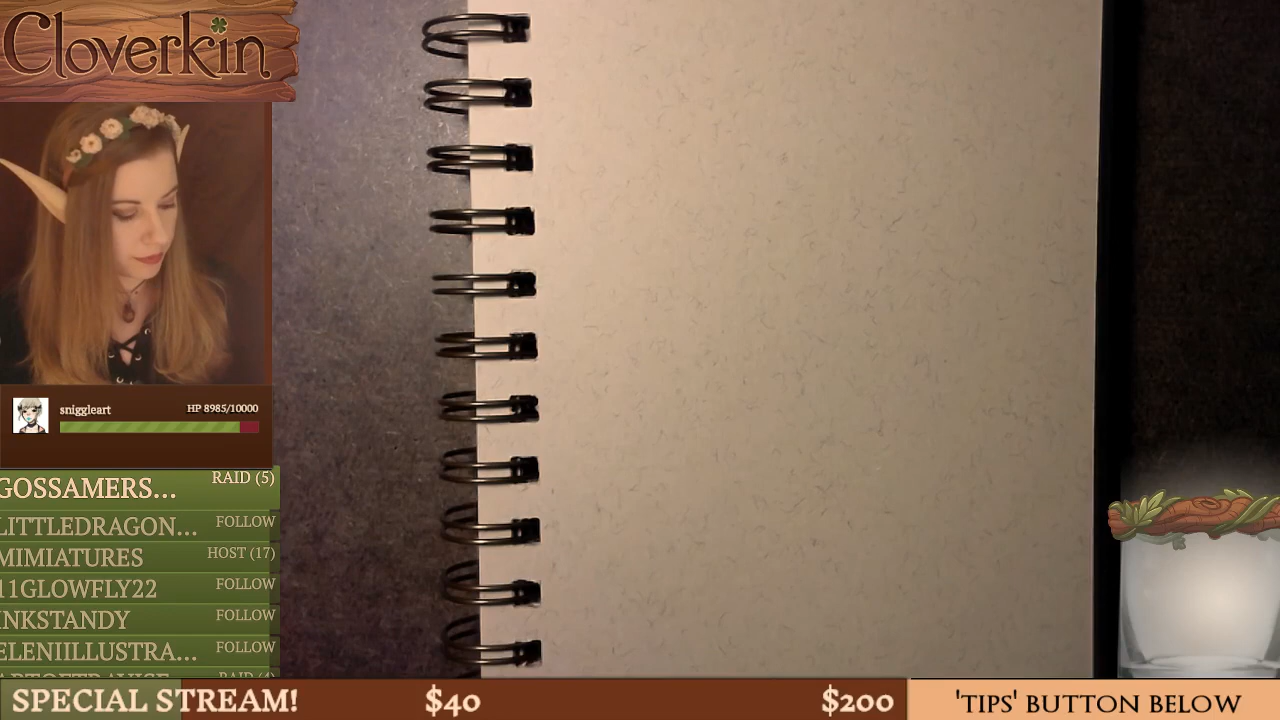 Cloverkin
sniggleart HP 8985/10000
GOSSAMERS... RAID (5)
LITTLEDRAGON... FOLLOW
MIMIATURES HOST (17)
11GLOWFLY22 FOLLOW
INKSTANDY FOLLOW
ELENIILLUSTRA... FOLLOW
SPECIAL STREAM! $40 $200 'TIPS' BUTTON BELOW